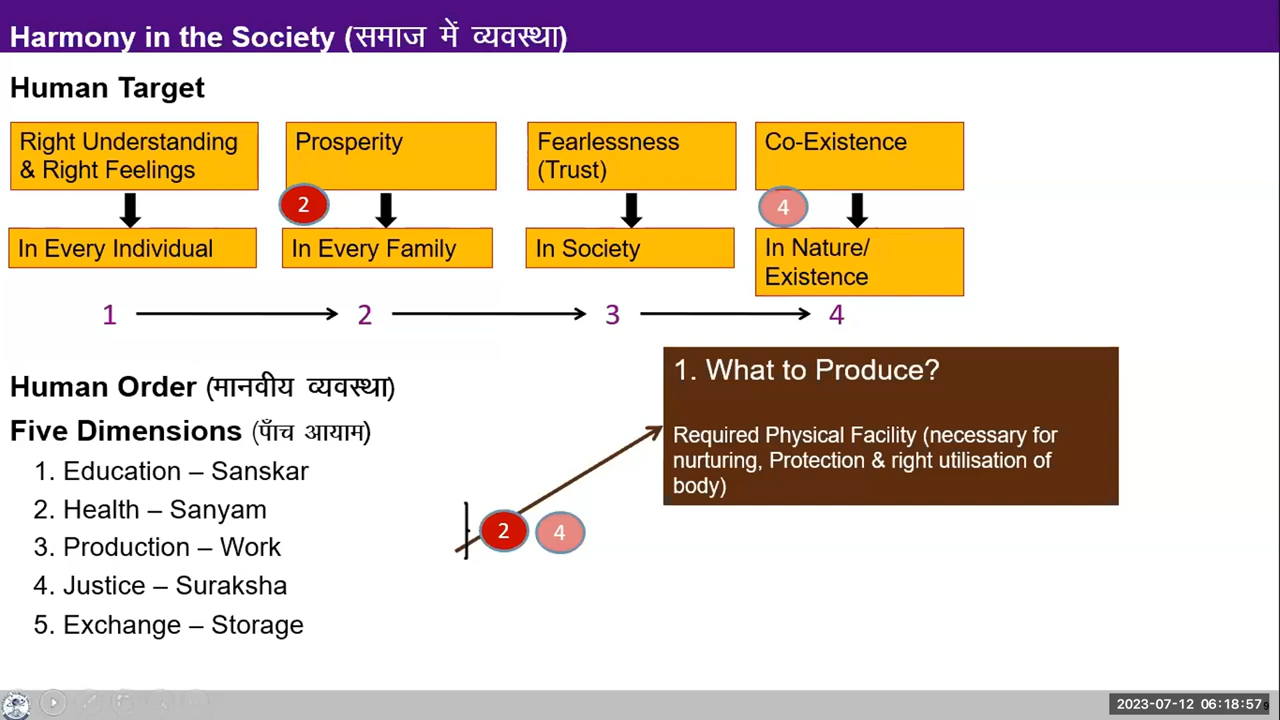 Harmony in the Society (समाज में व्यवस्था)
Human Target
Right Understanding
& Right Feelings
Prosperity
Fearlessness
(Trust)
Co-Existence
2
4
In Every Individual
In Every Family
In Society
In Nature/
Existence
1
2
3
4
Human Order (मानवीय व्यवस्था)
Five Dimensions (पाँच आयाम)
1. Education – Sanskar
2. Health – Sanyam
3. Production – Work
4. Justice – Suraksha
5. Exchange – Storage
2
4
1. What to Produce?
Required Physical Facility (necessary for
nurturing, Protection & right utilisation of
body)
2023-07-12 06:18:57
9